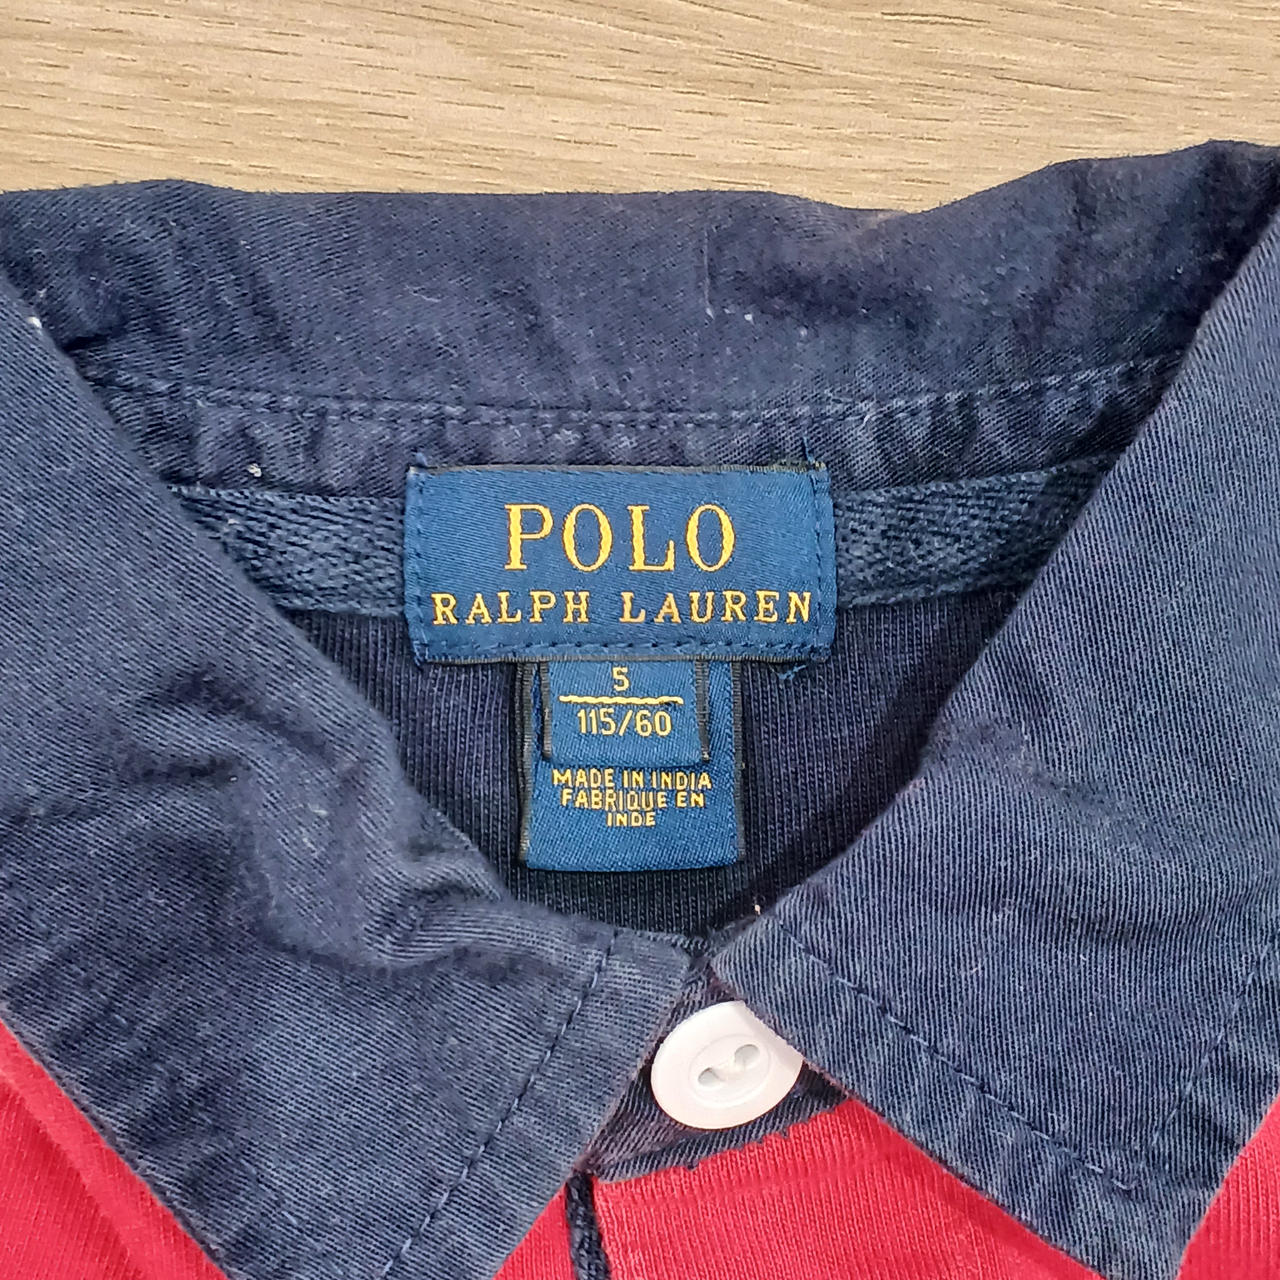 POLO
RALPH LAUREN
5
115/60
MADE IN INDIA
FABRIQUE EN
INDE